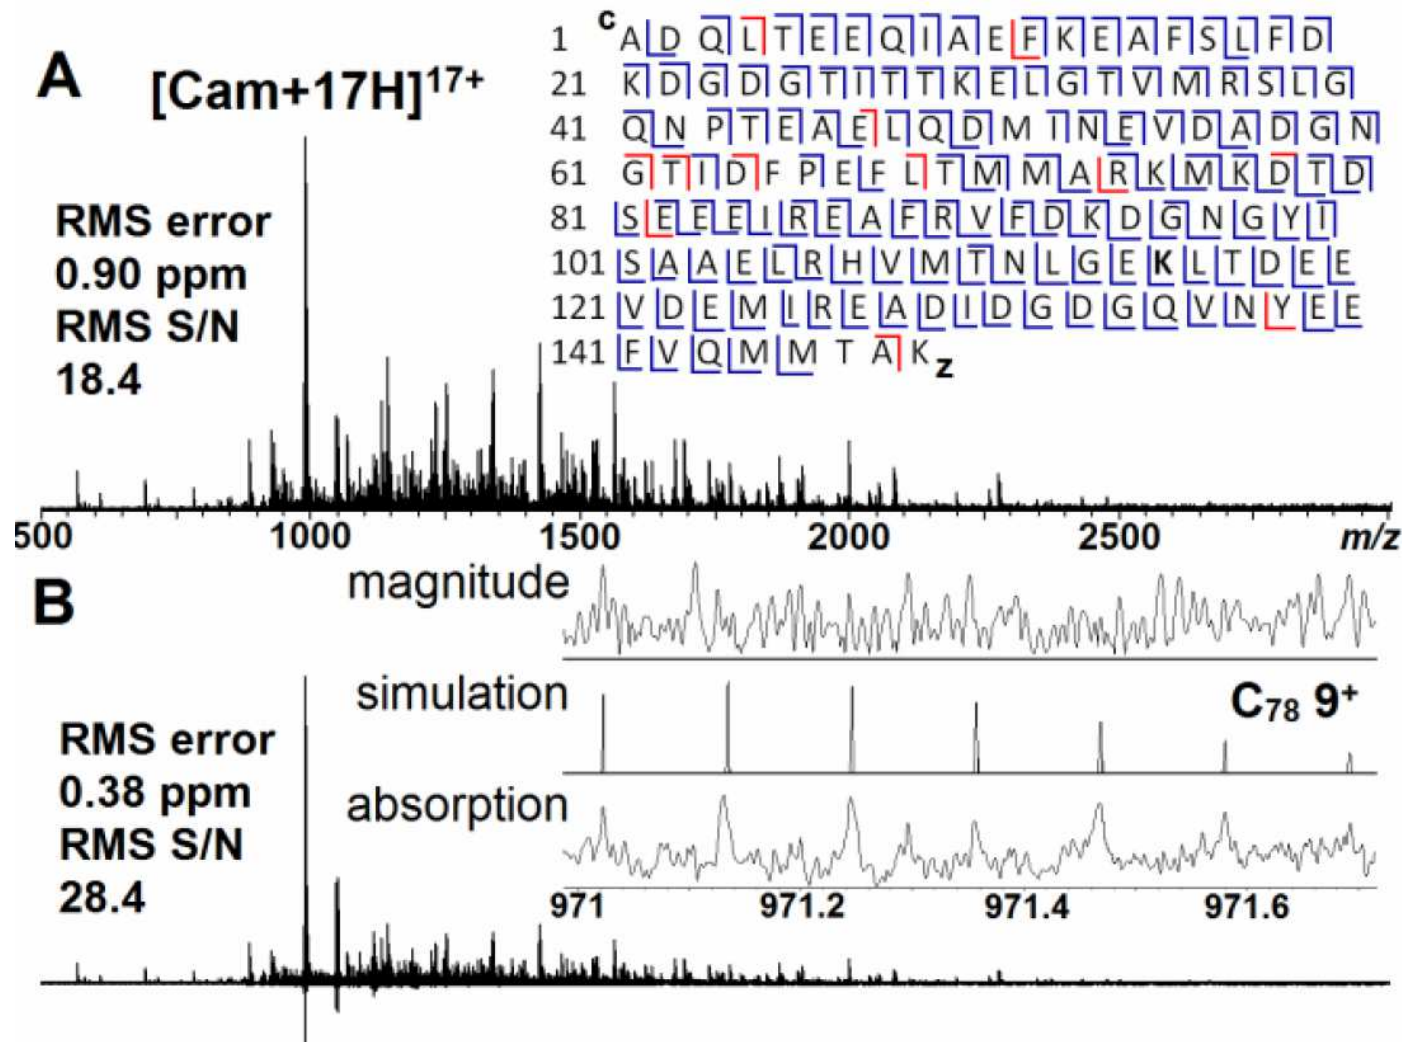 A
[Cam+17H]17+
RMS error
0.90 ppm
RMS S/N
18.4
1 c A D Q L T E E Q I A E F K E A F S L F D
21 K D G D G T I T T K E L G T V M R S L G
41 Q N P T E A E L Q D M I N E V D A D G N
61 G T I D F P E F L T M M A R K M K D T D
81 S E E E I R E A F R V F D K D G N G Y I
101 S A A E L R H V M T N L G E K L T D E E
121 V D E M I R E A D I D G D G Q V N Y E E
141 F V Q M M T A K z
500 1000 1500 2000 2500 m/z
B
RMS error
0.38 ppm
RMS S/N
28.4
magnitude
simulation
C78 9+
absorption
971 971.2 971.4 971.6